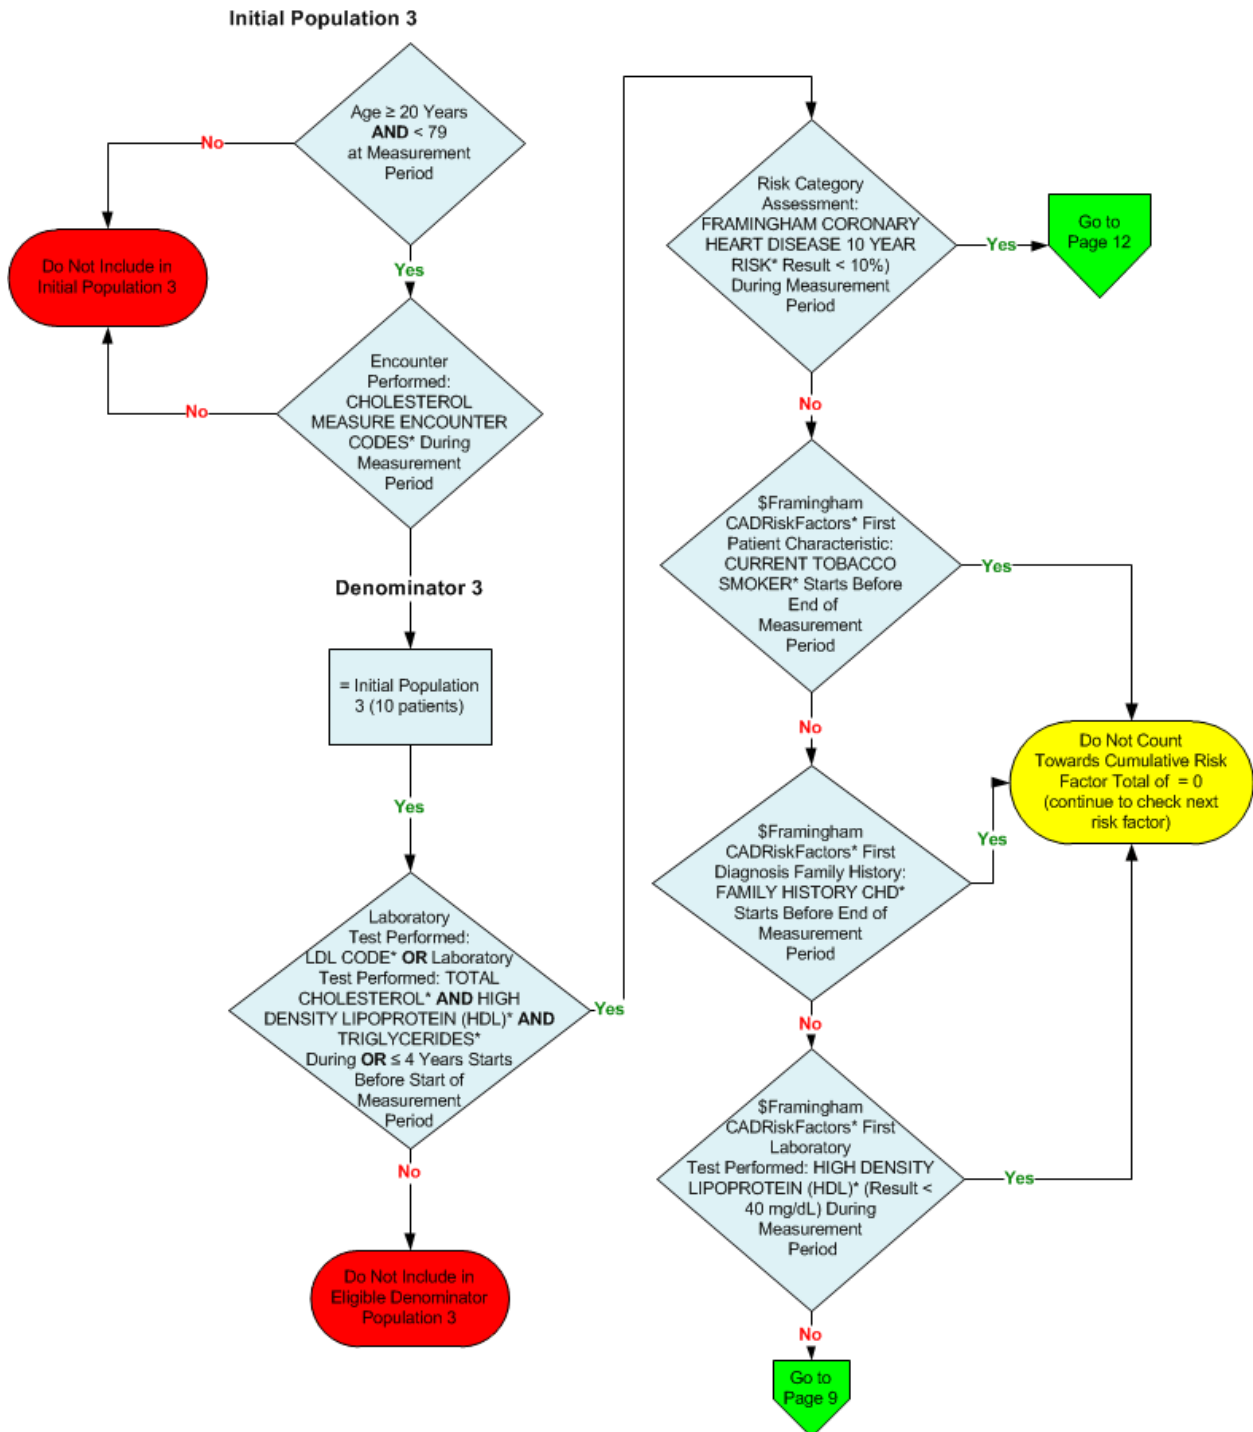 Initial Population 3
Age ≥ 20 Years
AND < 79
at Measurement
Period
No
Do Not Include in
Initial Population 3
Yes
Encounter
Performed:
CHOLESTEROL
MEASURE ENCOUNTER
CODES* During
Measurement
Period
No
Denominator 3
= Initial Population
3 (10 patients)
Yes
Laboratory
Test Performed:
LDL CODE* OR Laboratory
Test Performed: TOTAL
CHOLESTEROL* AND HIGH
DENSITY LIPOPROTEIN (HDL)* AND
TRIGLYCERIDES*
During OR ≤ 4 Years Starts
Before Start of
Measurement
Period
Yes
No
Do Not Include in
Eligible Denominator
Population 3
Risk Category
Assessment:
FRAMINGHAM CORONARY
HEART DISEASE 10 YEAR
RISK* Result < 10%)
During Measurement
Period
Yes
Go to
Page 12
No
$Framingham
CADRiskFactors* First
Patient Characteristic:
CURRENT TOBACCO
SMOKER* Starts Before
End of
Measurement
Period
Yes
No
Do Not Count
Towards Cumulative Risk
Factor Total of = 0
(continue to check next
risk factor)
$Framingham
CADRiskFactors* First
Diagnosis Family History:
FAMILY HISTORY CHD*
Starts Before End of
Measurement
Period
Yes
No
$Framingham
CADRiskFactors* First
Laboratory
Test Performed: HIGH DENSITY
LIPOPROTEIN (HDL)* (Result <
40 mg/dL) During
Measurement
Period
Yes
No
Go to
Page 9